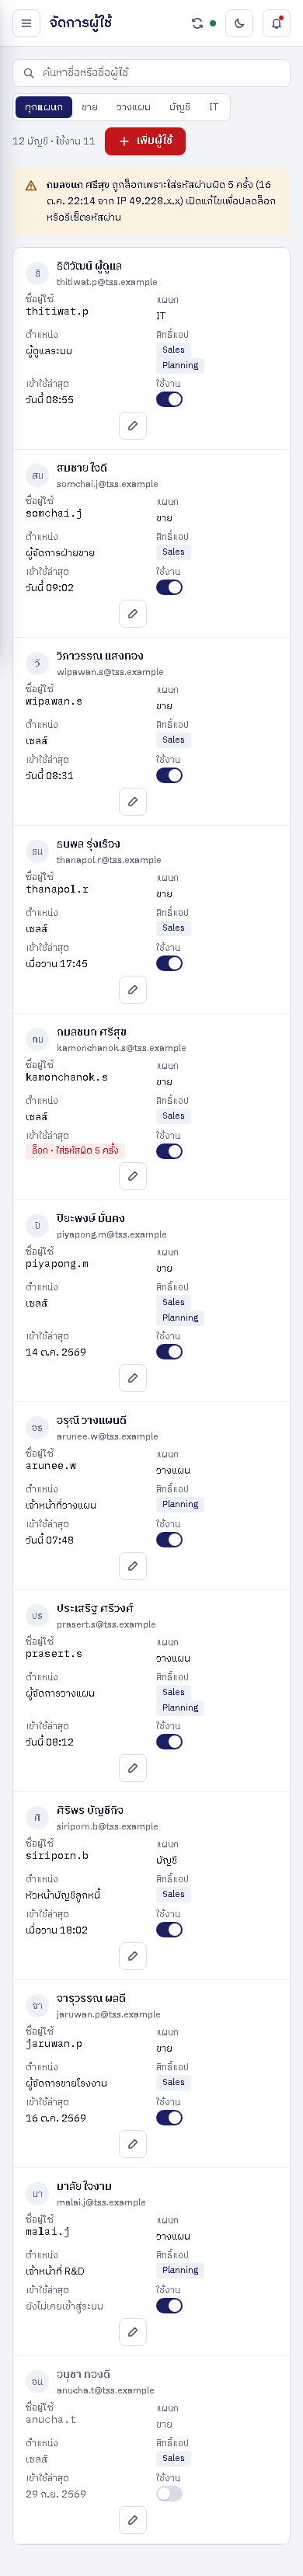 จัดการผู้ใช้
ค้นหาชื่อหรือชื่อผู้ใช้
ทุกแผนก ขาย วางแผน บัญชี IT
12 บัญชี · ใช้งาน 11 เพิ่มผู้ใช้
กมลชนก ศรีสุข ถูกล็อกเพราะใส่รหัสผ่านผิด 5 ครั้ง (16
ต.ค. 22:14 จาก IP 49.228.x.x) เปิดแก้ไขเพื่อปลดล็อก
หรือรีเซ็ตรหัสผ่าน
ธิ ธิติวัฒน์ ผู้ดูแล
thitiwat.p@tss.example
ชื่อผู้ใช้ แผนก
thitiwat.p IT
ตำแหน่ง สิทธิ์แอป
ผู้ดูแลระบบ Sales
Planning
เข้าใช้ล่าสุด ใช้งาน
วันนี้ 08:55
สม สมชาย ใจดี
somchai.j@tss.example
ชื่อผู้ใช้ แผนก
somchai.j ขาย
ตำแหน่ง สิทธิ์แอป
ผู้จัดการฝ่ายขาย Sales
เข้าใช้ล่าสุด ใช้งาน
วันนี้ 09:02
วิ วิภาวรรณ แสงทอง
wipawan.s@tss.example
ชื่อผู้ใช้ แผนก
wipawan.s ขาย
ตำแหน่ง สิทธิ์แอป
เซลส์ Sales
เข้าใช้ล่าสุด ใช้งาน
วันนี้ 08:31
ธน ธนพล รุ่งเรือง
thanapol.r@tss.example
ชื่อผู้ใช้ แผนก
thanapol.r ขาย
ตำแหน่ง สิทธิ์แอป
เซลส์ Sales
เข้าใช้ล่าสุด ใช้งาน
เมื่อวาน 17:45
กม กมลชนก ศรีสุข
kamonchanok.s@tss.example
ชื่อผู้ใช้ แผนก
kamonchanok.s ขาย
ตำแหน่ง สิทธิ์แอป
เซลส์ Sales
เข้าใช้ล่าสุด ใช้งาน
ล็อก · ใส่รหัสผิด 5 ครั้ง
ปิ ปิยะพงษ์ มั่นคง
piyapong.m@tss.example
ชื่อผู้ใช้ แผนก
piyapong.m ขาย
ตำแหน่ง สิทธิ์แอป
เซลส์ Sales
Planning
เข้าใช้ล่าสุด ใช้งาน
14 ต.ค. 2569
อร อรุณี วางแผนดี
arunee.w@tss.example
ชื่อผู้ใช้ แผนก
arunee.w วางแผน
ตำแหน่ง สิทธิ์แอป
เจ้าหน้าที่วางแผน Planning
เข้าใช้ล่าสุด ใช้งาน
วันนี้ 07:48
ปร ประเสริฐ ศรีวงศ์
prasert.s@tss.example
ชื่อผู้ใช้ แผนก
prasert.s วางแผน
ตำแหน่ง สิทธิ์แอป
ผู้จัดการวางแผน Sales
Planning
เข้าใช้ล่าสุด ใช้งาน
วันนี้ 08:12
ศิ ศิริพร บัญชีกิจ
siriporn.b@tss.example
ชื่อผู้ใช้ แผนก
siriporn.b บัญชี
ตำแหน่ง สิทธิ์แอป
หัวหน้าบัญชีลูกหนี้ Sales
เข้าใช้ล่าสุด ใช้งาน
เมื่อวาน 18:02
จา จารุวรรณ ผลดี
jaruwan.p@tss.example
ชื่อผู้ใช้ แผนก
jaruwan.p ขาย
ตำแหน่ง สิทธิ์แอป
ผู้จัดการขายโรงงาน Sales
เข้าใช้ล่าสุด ใช้งาน
16 ต.ค. 2569
มา มาลัย ใจงาม
malai.j@tss.example
ชื่อผู้ใช้ แผนก
malai.j วางแผน
ตำแหน่ง สิทธิ์แอป
เจ้าหน้าที่ R&D Planning
เข้าใช้ล่าสุด ใช้งาน
ยังไม่เคยเข้าสู่ระบบ
อน อนุชา ทองดี
anucha.t@tss.example
ชื่อผู้ใช้ แผนก
anucha.t ขาย
ตำแหน่ง สิทธิ์แอป
เซลส์ Sales
เข้าใช้ล่าสุด ใช้งาน
29 ก.ย. 2569